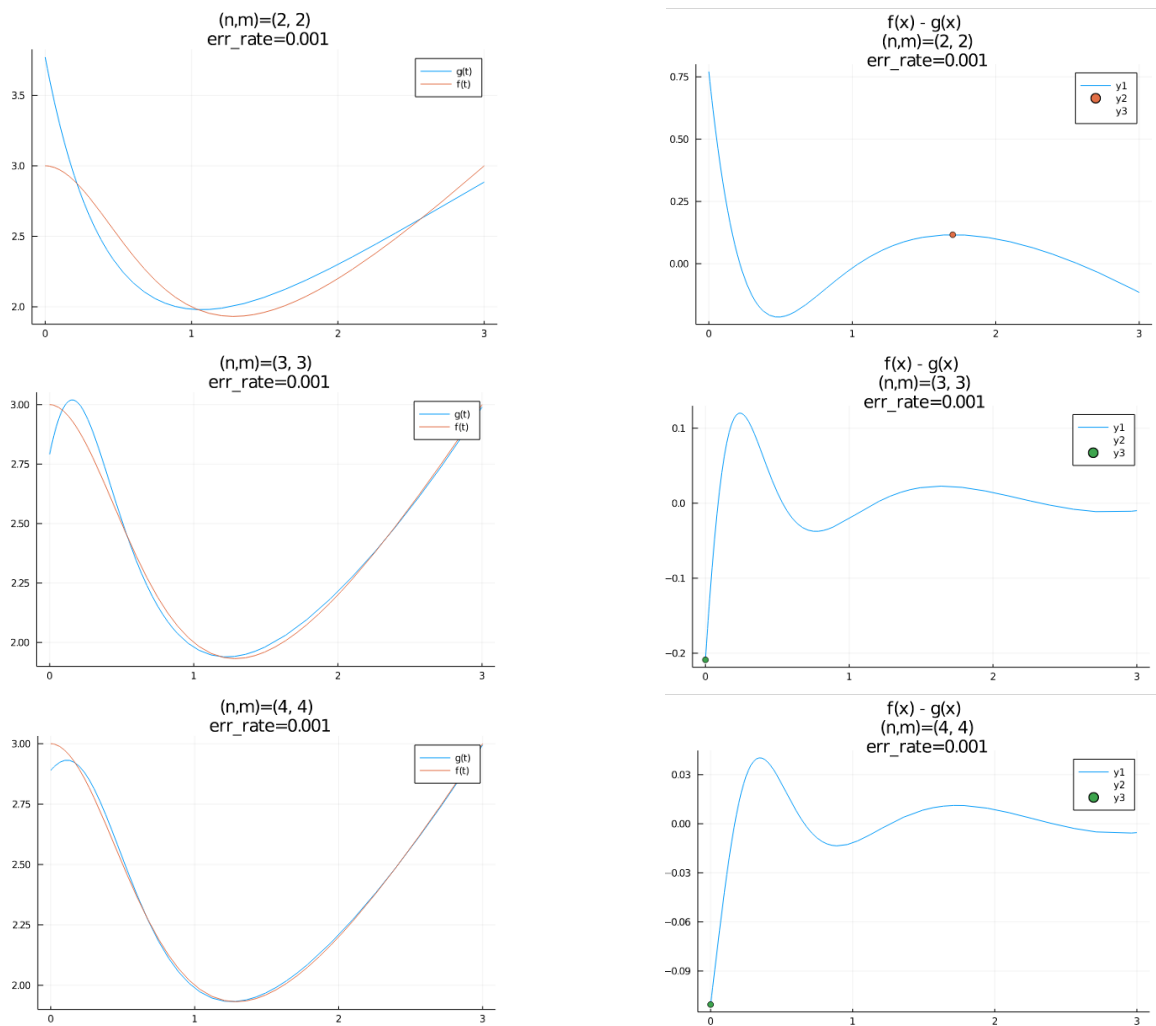 (n,m)=(2, 2)
err_rate=0.001
3.5
3.0
2.5
2.0
0
1
2
3
g(t)
f(t)
f(x) - g(x)
(n,m)=(2, 2)
err_rate=0.001
0.75
0.50
0.25
0.00
0
1
2
3
y1
y2
y3
(n,m)=(3, 3)
err_rate=0.001
3.00
2.75
2.50
2.25
2.00
0
1
2
3
g(t)
f(t)
f(x) - g(x)
(n,m)=(3, 3)
err_rate=0.001
0.1
0.0
−0.1
−0.2
0
1
2
3
y1
y2
y3
(n,m)=(4, 4)
err_rate=0.001
3.00
2.75
2.50
2.25
2.00
0
1
2
3
g(t)
f(t)
f(x) - g(x)
(n,m)=(4, 4)
err_rate=0.001
0.03
0.00
−0.03
−0.06
−0.09
0
1
2
3
y1
y2
y3